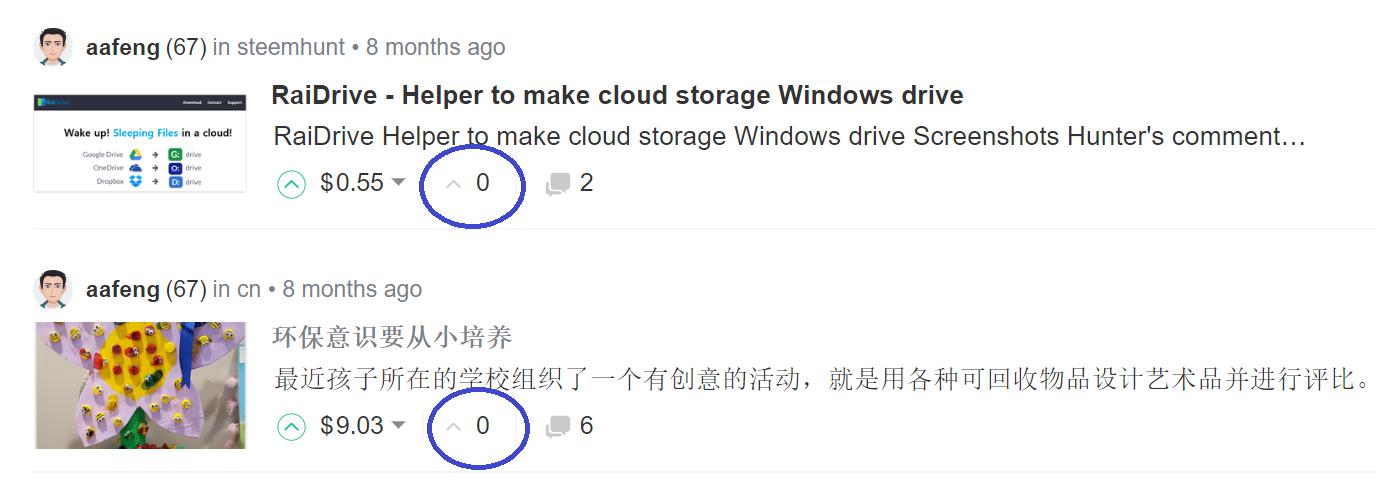 aafeng (67) in steemhunt • 8 months ago
RaiDrive
Download Contact Support
Wake up! Sleeping Files in a cloud!
Google Drive → G: drive
OneDrive → O: drive
Dropbox → D: drive
RaiDrive - Helper to make cloud storage Windows drive
RaiDrive Helper to make cloud storage Windows drive Screenshots Hunter's comment…
$0.55 0 2
aafeng (67) in cn • 8 months ago
环保意识要从小培养
最近孩子所在的学校组织了一个有创意的活动，就是用各种可回收物品设计艺术品并进行评比。
$9.03 0 6